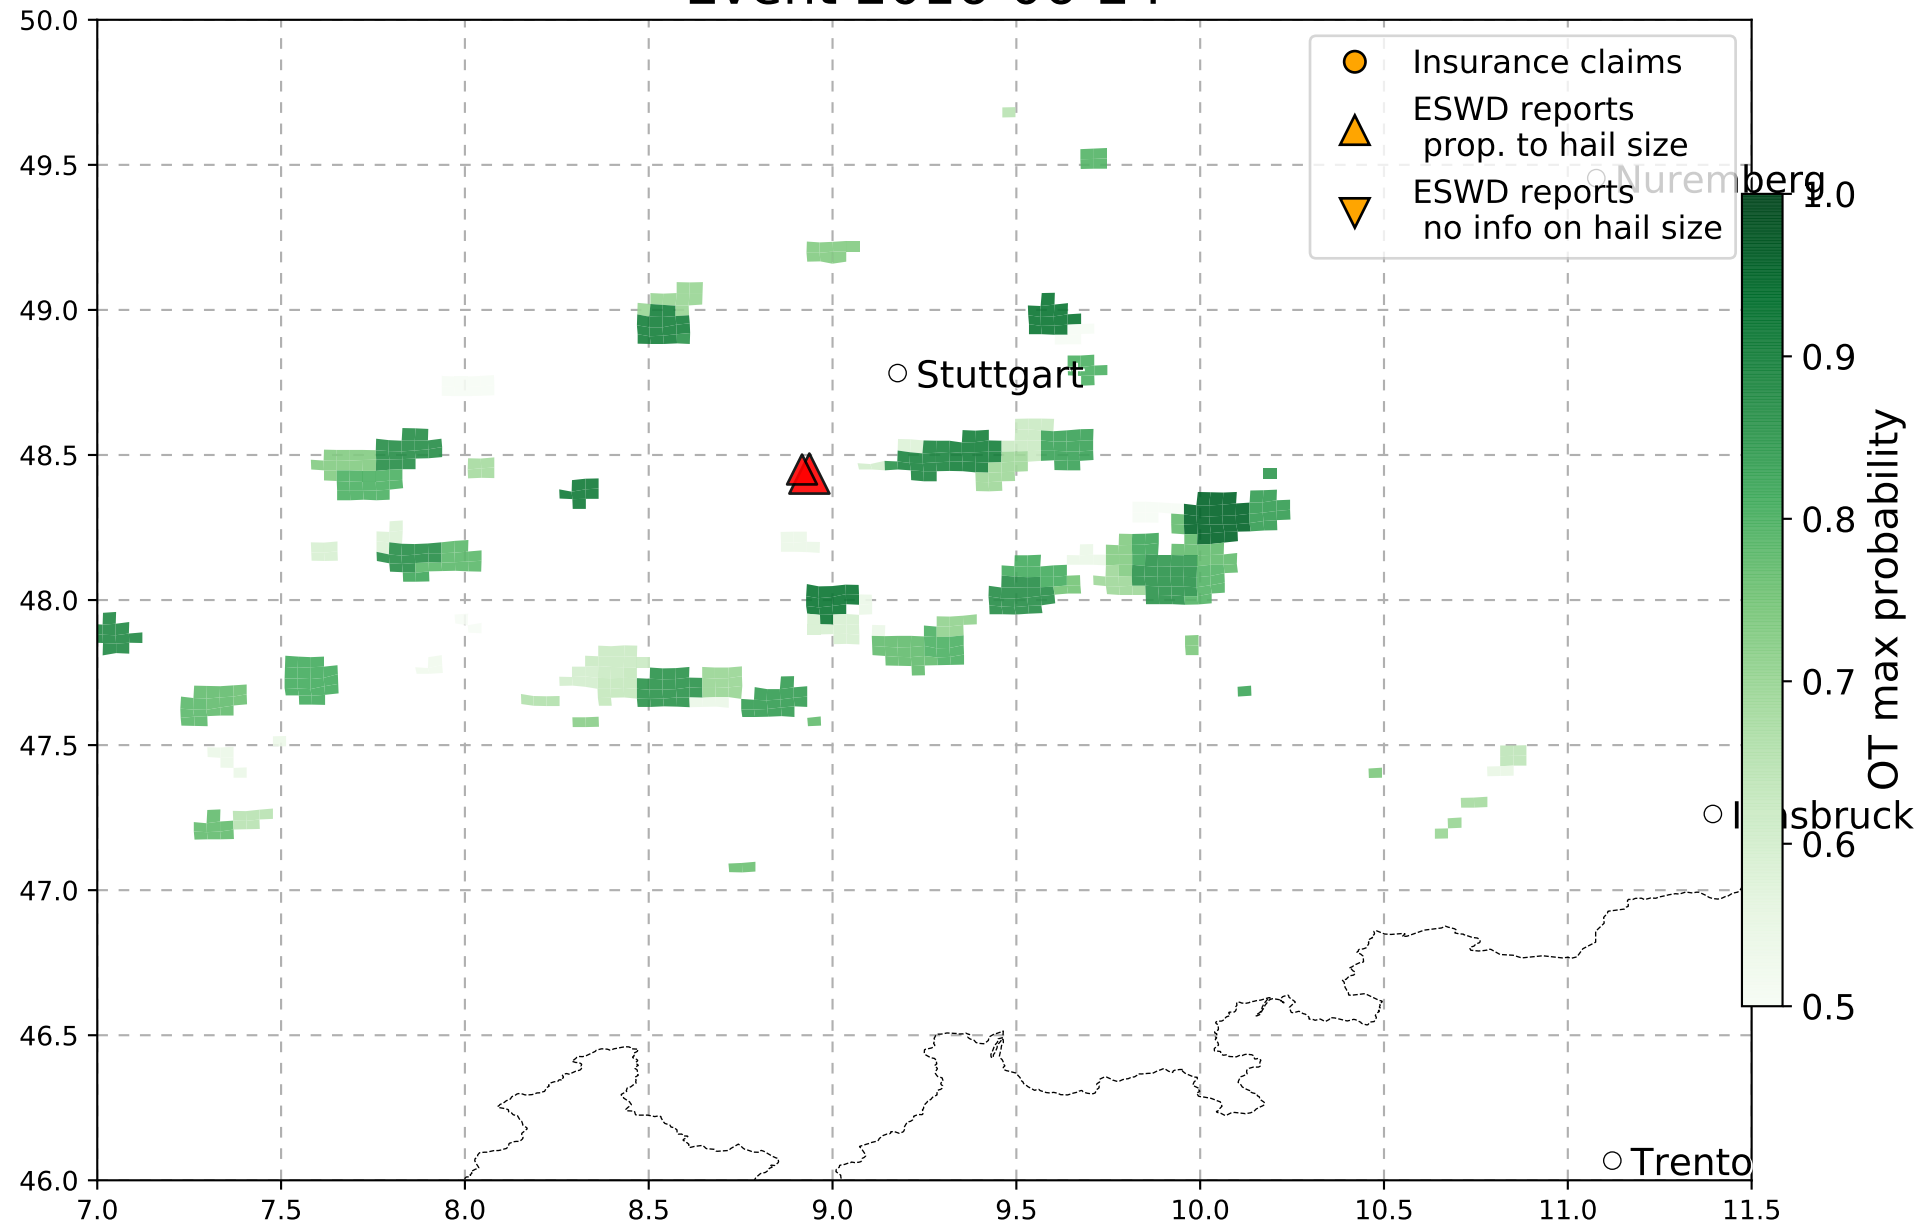 50.0
Insurance claims
ESWD reports
prop. to hail size
49.5
Nuremberg
ESWD reports
1.0
no info on hail size
49.0
0.9
Stuttgart
48.5
0.8
OT max probability
48.0
0.7
47.5
Innsbruck
0.6
47.0
0.5
46.5
Trento
46.0
7.0 7.5 8.0 8.5 9.0 9.5 10.0 10.5 11.0 11.5